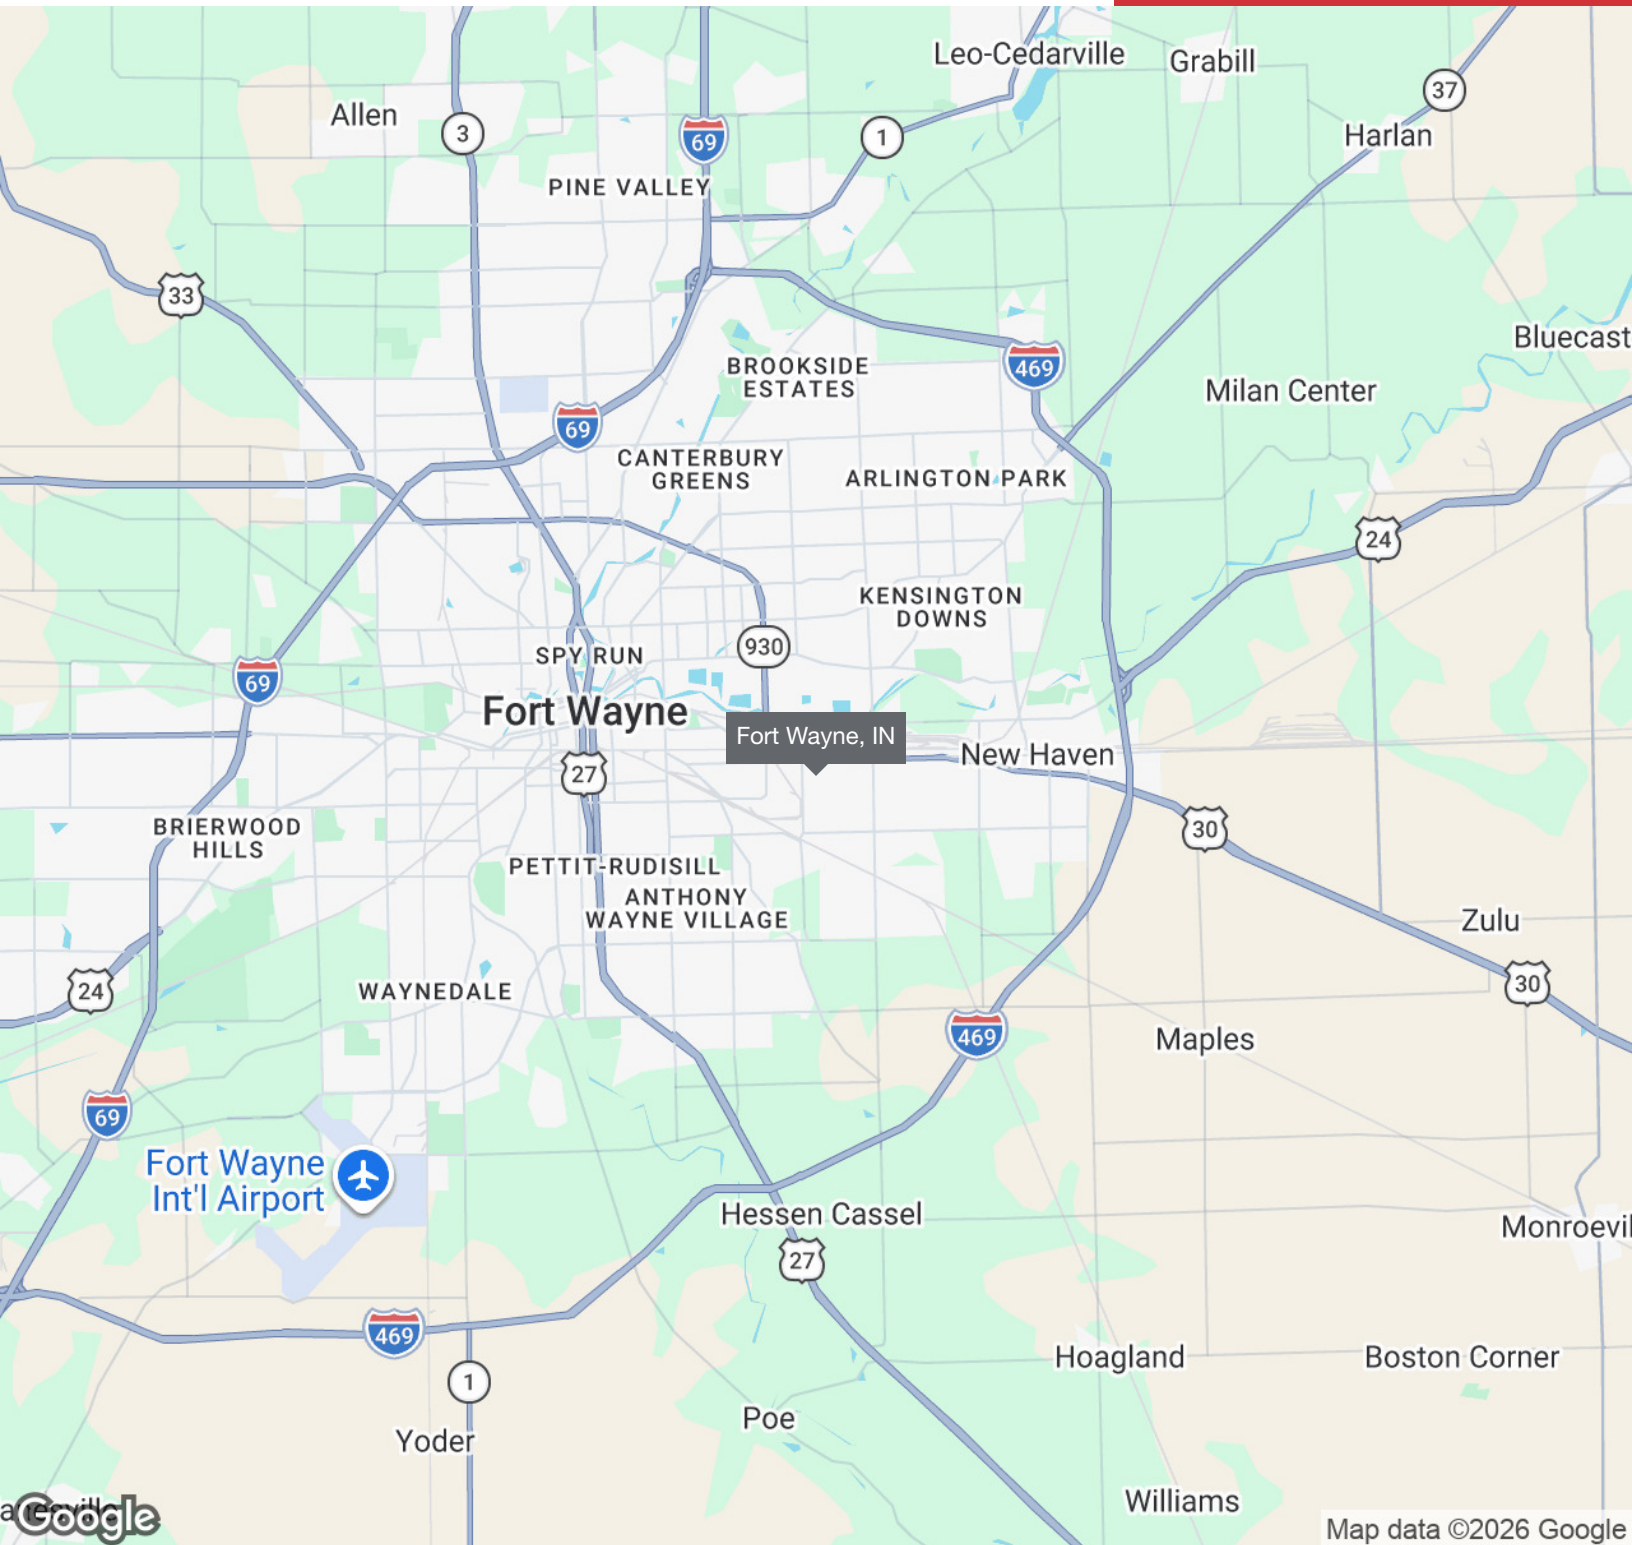 Leo-Cedarville
Grabill
37
Allen
3
69
1
Harlan
PINE VALLEY
33
Bluecast
BROOKSIDE
ESTATES
469
Milan Center
69
CANTERBURY
GREENS
ARLINGTON PARK
24
KENSINGTON
DOWNS
930
SPY RUN
69
Fort Wayne
Fort Wayne, IN
New Haven
27
BRIERWOOD
HILLS
30
PETTIT-RUDISILL
ANTHONY
WAYNE VILLAGE
Zulu
24
WAYNEDALE
30
469
Maples
69
Fort Wayne
Int'l Airport
Hessen Cassel
Monroevil
27
469
Hoagland
Boston Corner
1
Poe
Yoder
Williams
anesville
Google
Map data ©2026 Google